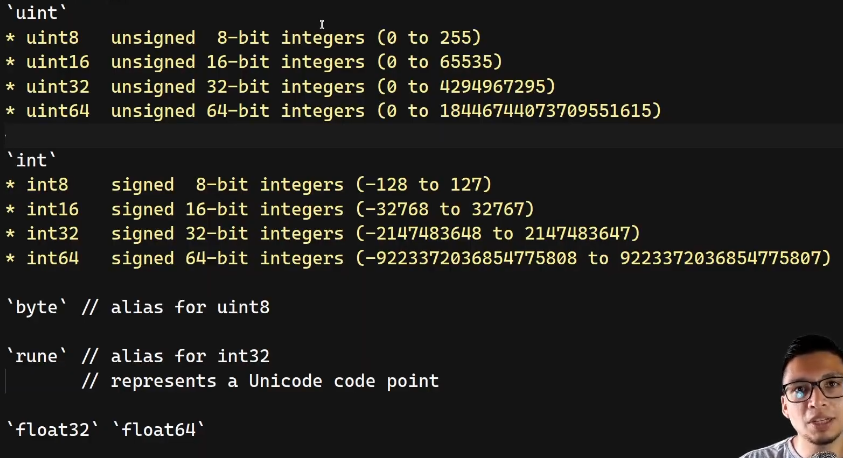 `uint`
* uint8   unsigned  8-bit integers (0 to 255)
* uint16  unsigned 16-bit integers (0 to 65535)
* uint32  unsigned 32-bit integers (0 to 4294967295)
* uint64  unsigned 64-bit integers (0 to 18446744073709551615)
`int`
* int8    signed  8-bit integers (-128 to 127)
* int16   signed 16-bit integers (-32768 to 32767)
* int32   signed 32-bit integers (-2147483648 to 2147483647)
* int64   signed 64-bit integers (-9223372036854775808 to 9223372036854775807)
`byte` // alias for uint8
`rune` // alias for int32
// represents a Unicode code point
`float32` `float64`